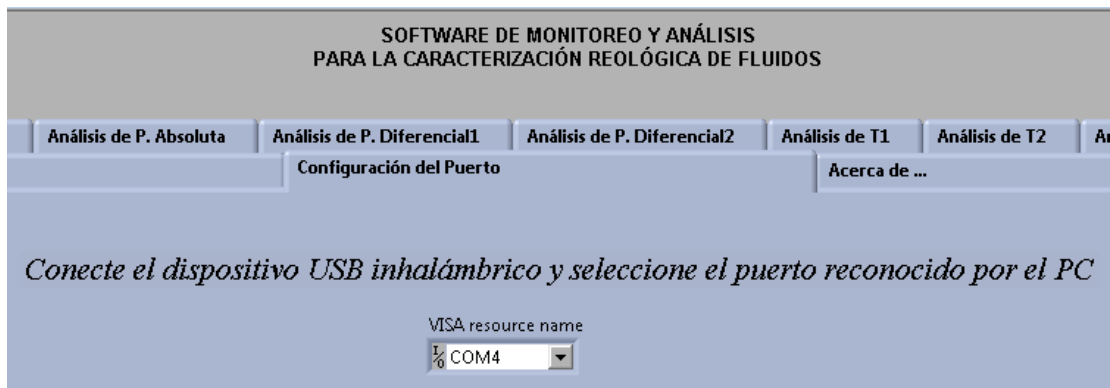 SOFTWARE DE MONITOREO Y ANÁLISIS
PARA LA CARACTERIZACIÓN REOLÓGICA DE FLUIDOS
Análisis de P. Absoluta Análisis de P. Diferencial1 Análisis de P. Diferencial2 Análisis de T1 Análisis de T2
Configuración del Puerto Acerca de ...
Conecte el dispositivo USB inhalámbrico y seleccione el puerto reconocido por el PC
VISA resource name
I/O COM4